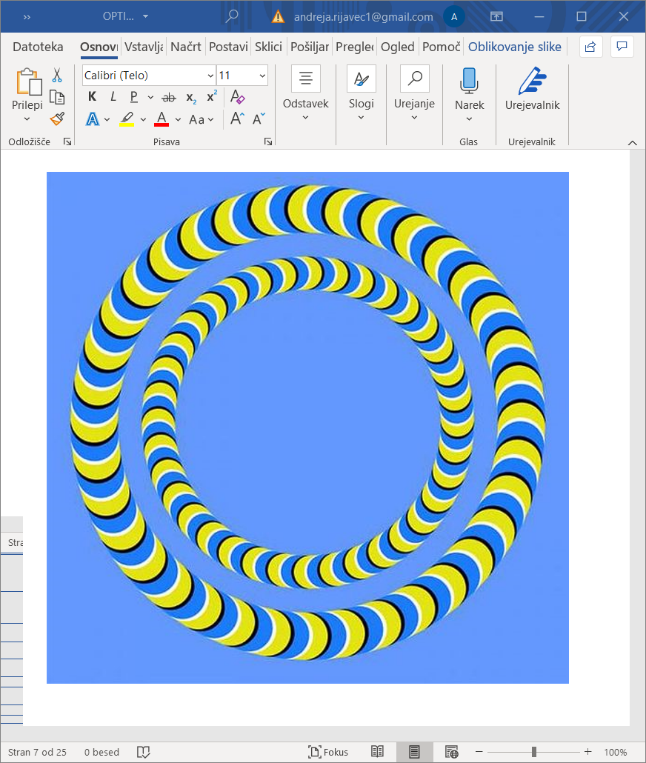 OPTI...
andreja.rijavec1@gmail.com
A
Datoteka
Osnov
Vstavlja
Načrt
Postavi
Sklici
Pošiljar
Pregled
Ogled
Pomoč
Oblikovanje slike
Prilepi
Calibri (Telo)
11
K L P ab x₂ x²
A A Aa A A
Odstavek
Slogi
Urejanje
Narek
Urejevalnik
Odložišče
Pisava
Glas
Urejevalnik
Stra
Stran 7 od 25
0 besed
Fokus
100%